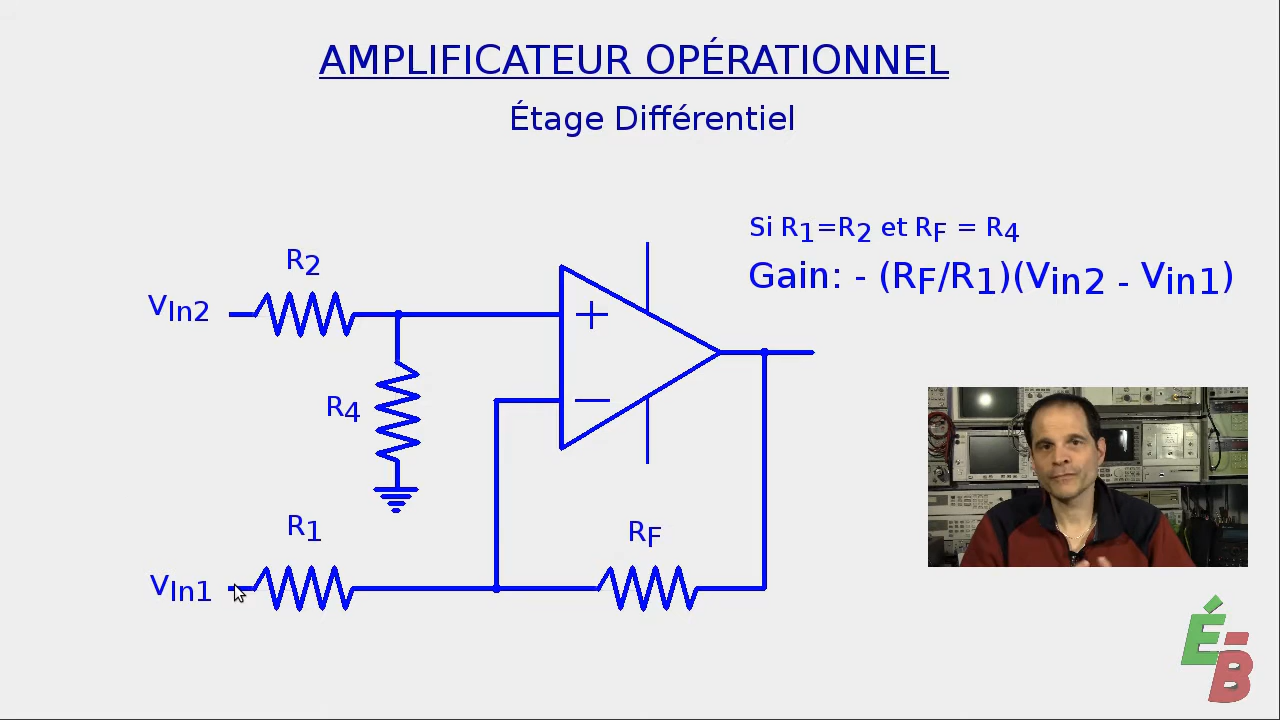 AMPLIFICATEUR OPÉRATIONNEL
Étage Différentiel
Si R1=R2 et RF = R4
Gain: - (RF/R1)(Vin2 - Vin1)
R2
VIn2
+
R4
—
R1
RF
VIn1
É-B